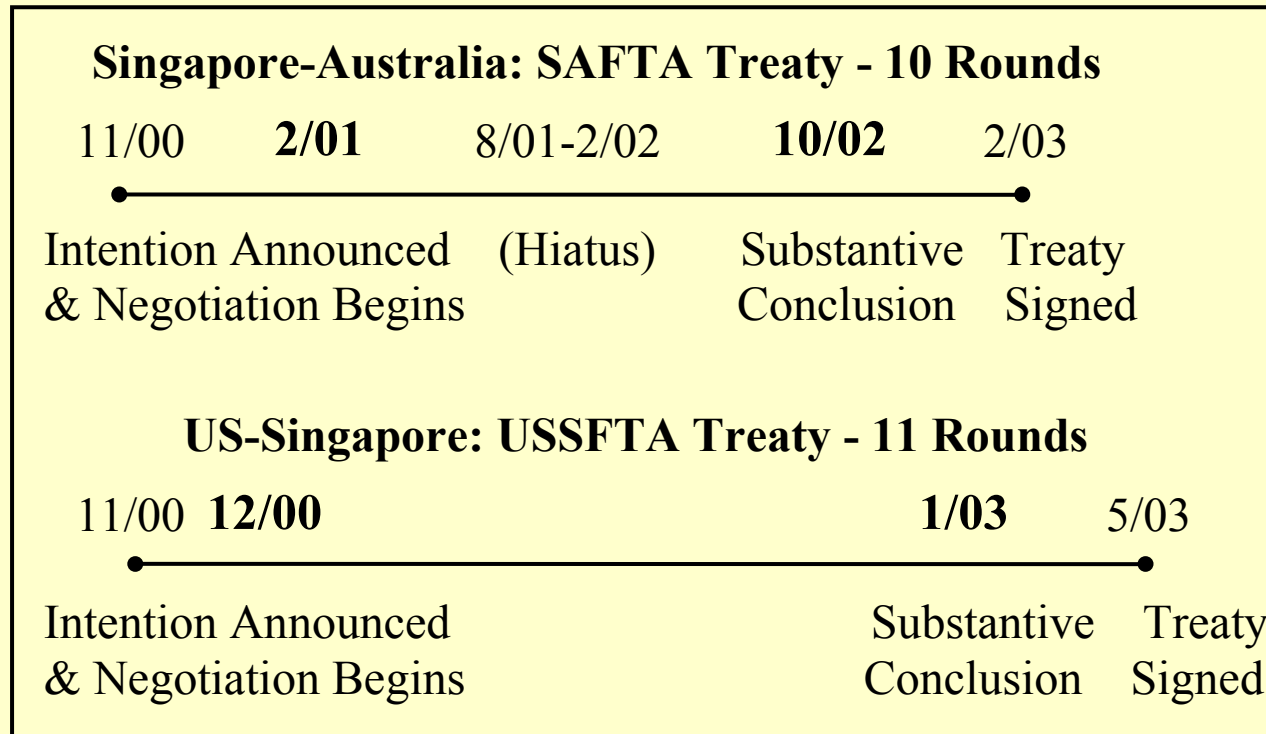 Singapore-Australia: SAFTA Treaty - 10 Rounds
11/00 2/01 8/01-2/02 10/02 2/03
Intention Announced (Hiatus) Substantive Treaty
& Negotiation Begins Conclusion Signed
US-Singapore: USSFTA Treaty - 11 Rounds
11/00 12/00 1/03 5/03
Intention Announced Substantive Treaty
& Negotiation Begins Conclusion Signed